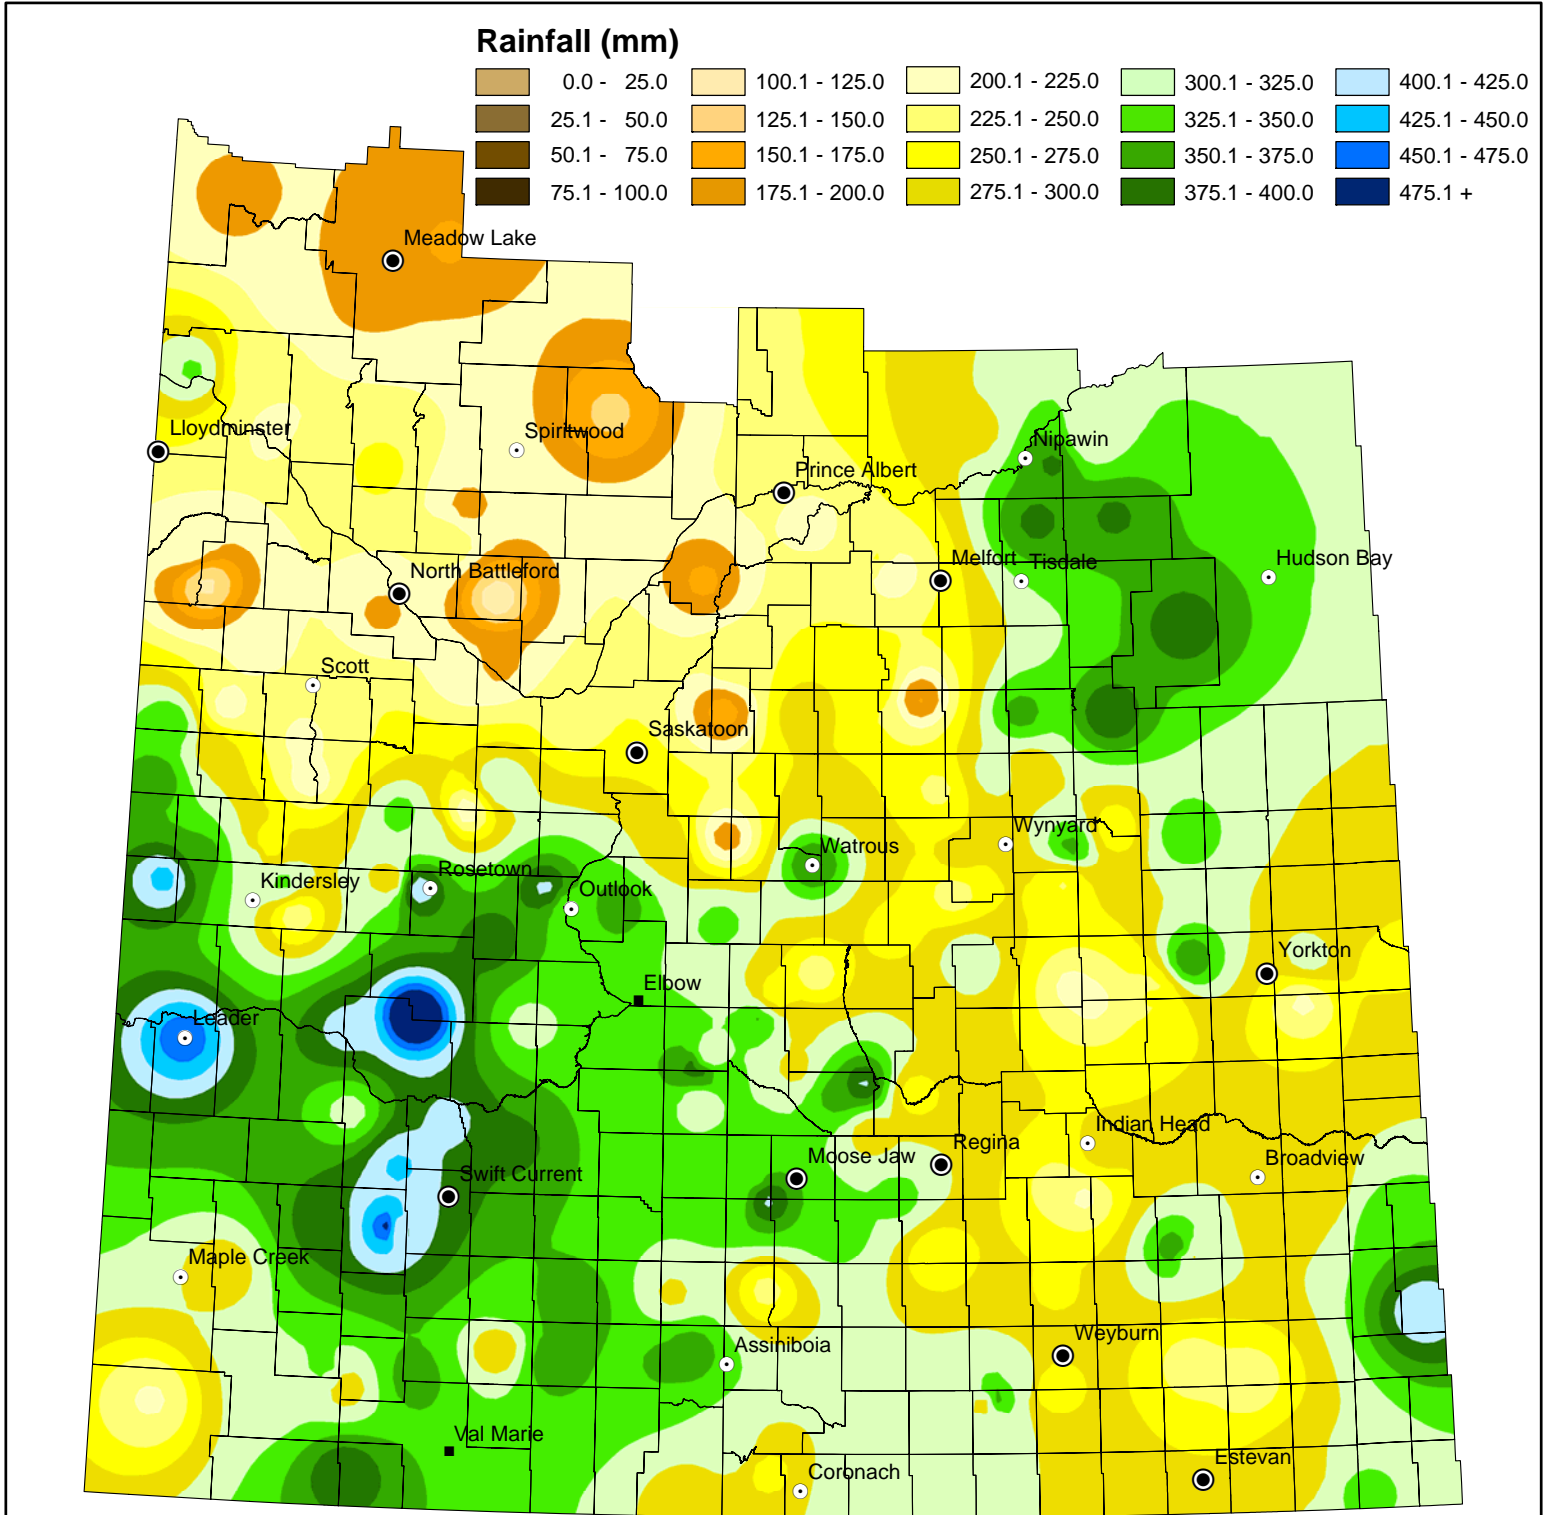 Rainfall (mm)
0.0 - 25.0
25.1 - 50.0
50.1 - 75.0
75.1 - 100.0
100.1 - 125.0
125.1 - 150.0
150.1 - 175.0
175.1 - 200.0
200.1 - 225.0
225.1 - 250.0
250.1 - 275.0
275.1 - 300.0
300.1 - 325.0
325.1 - 350.0
350.1 - 375.0
375.1 - 400.0
400.1 - 425.0
425.1 - 450.0
450.1 - 475.0
475.1 +
Meadow Lake
Lloydminster
Spiritwood
Nipawin
Prince Albert
Melfort
Tisdale
Hudson Bay
North Battleford
Scott
Saskatoon
Wynyard
Watrous
Kindersley
Rosetown
Outlook
Yorkton
Elbow
Leader
Indian Head
Regina
Moose Jaw
Broadview
Swift Current
Maple Creek
Weyburn
Assiniboia
Val Marie
Coronach
Estevan